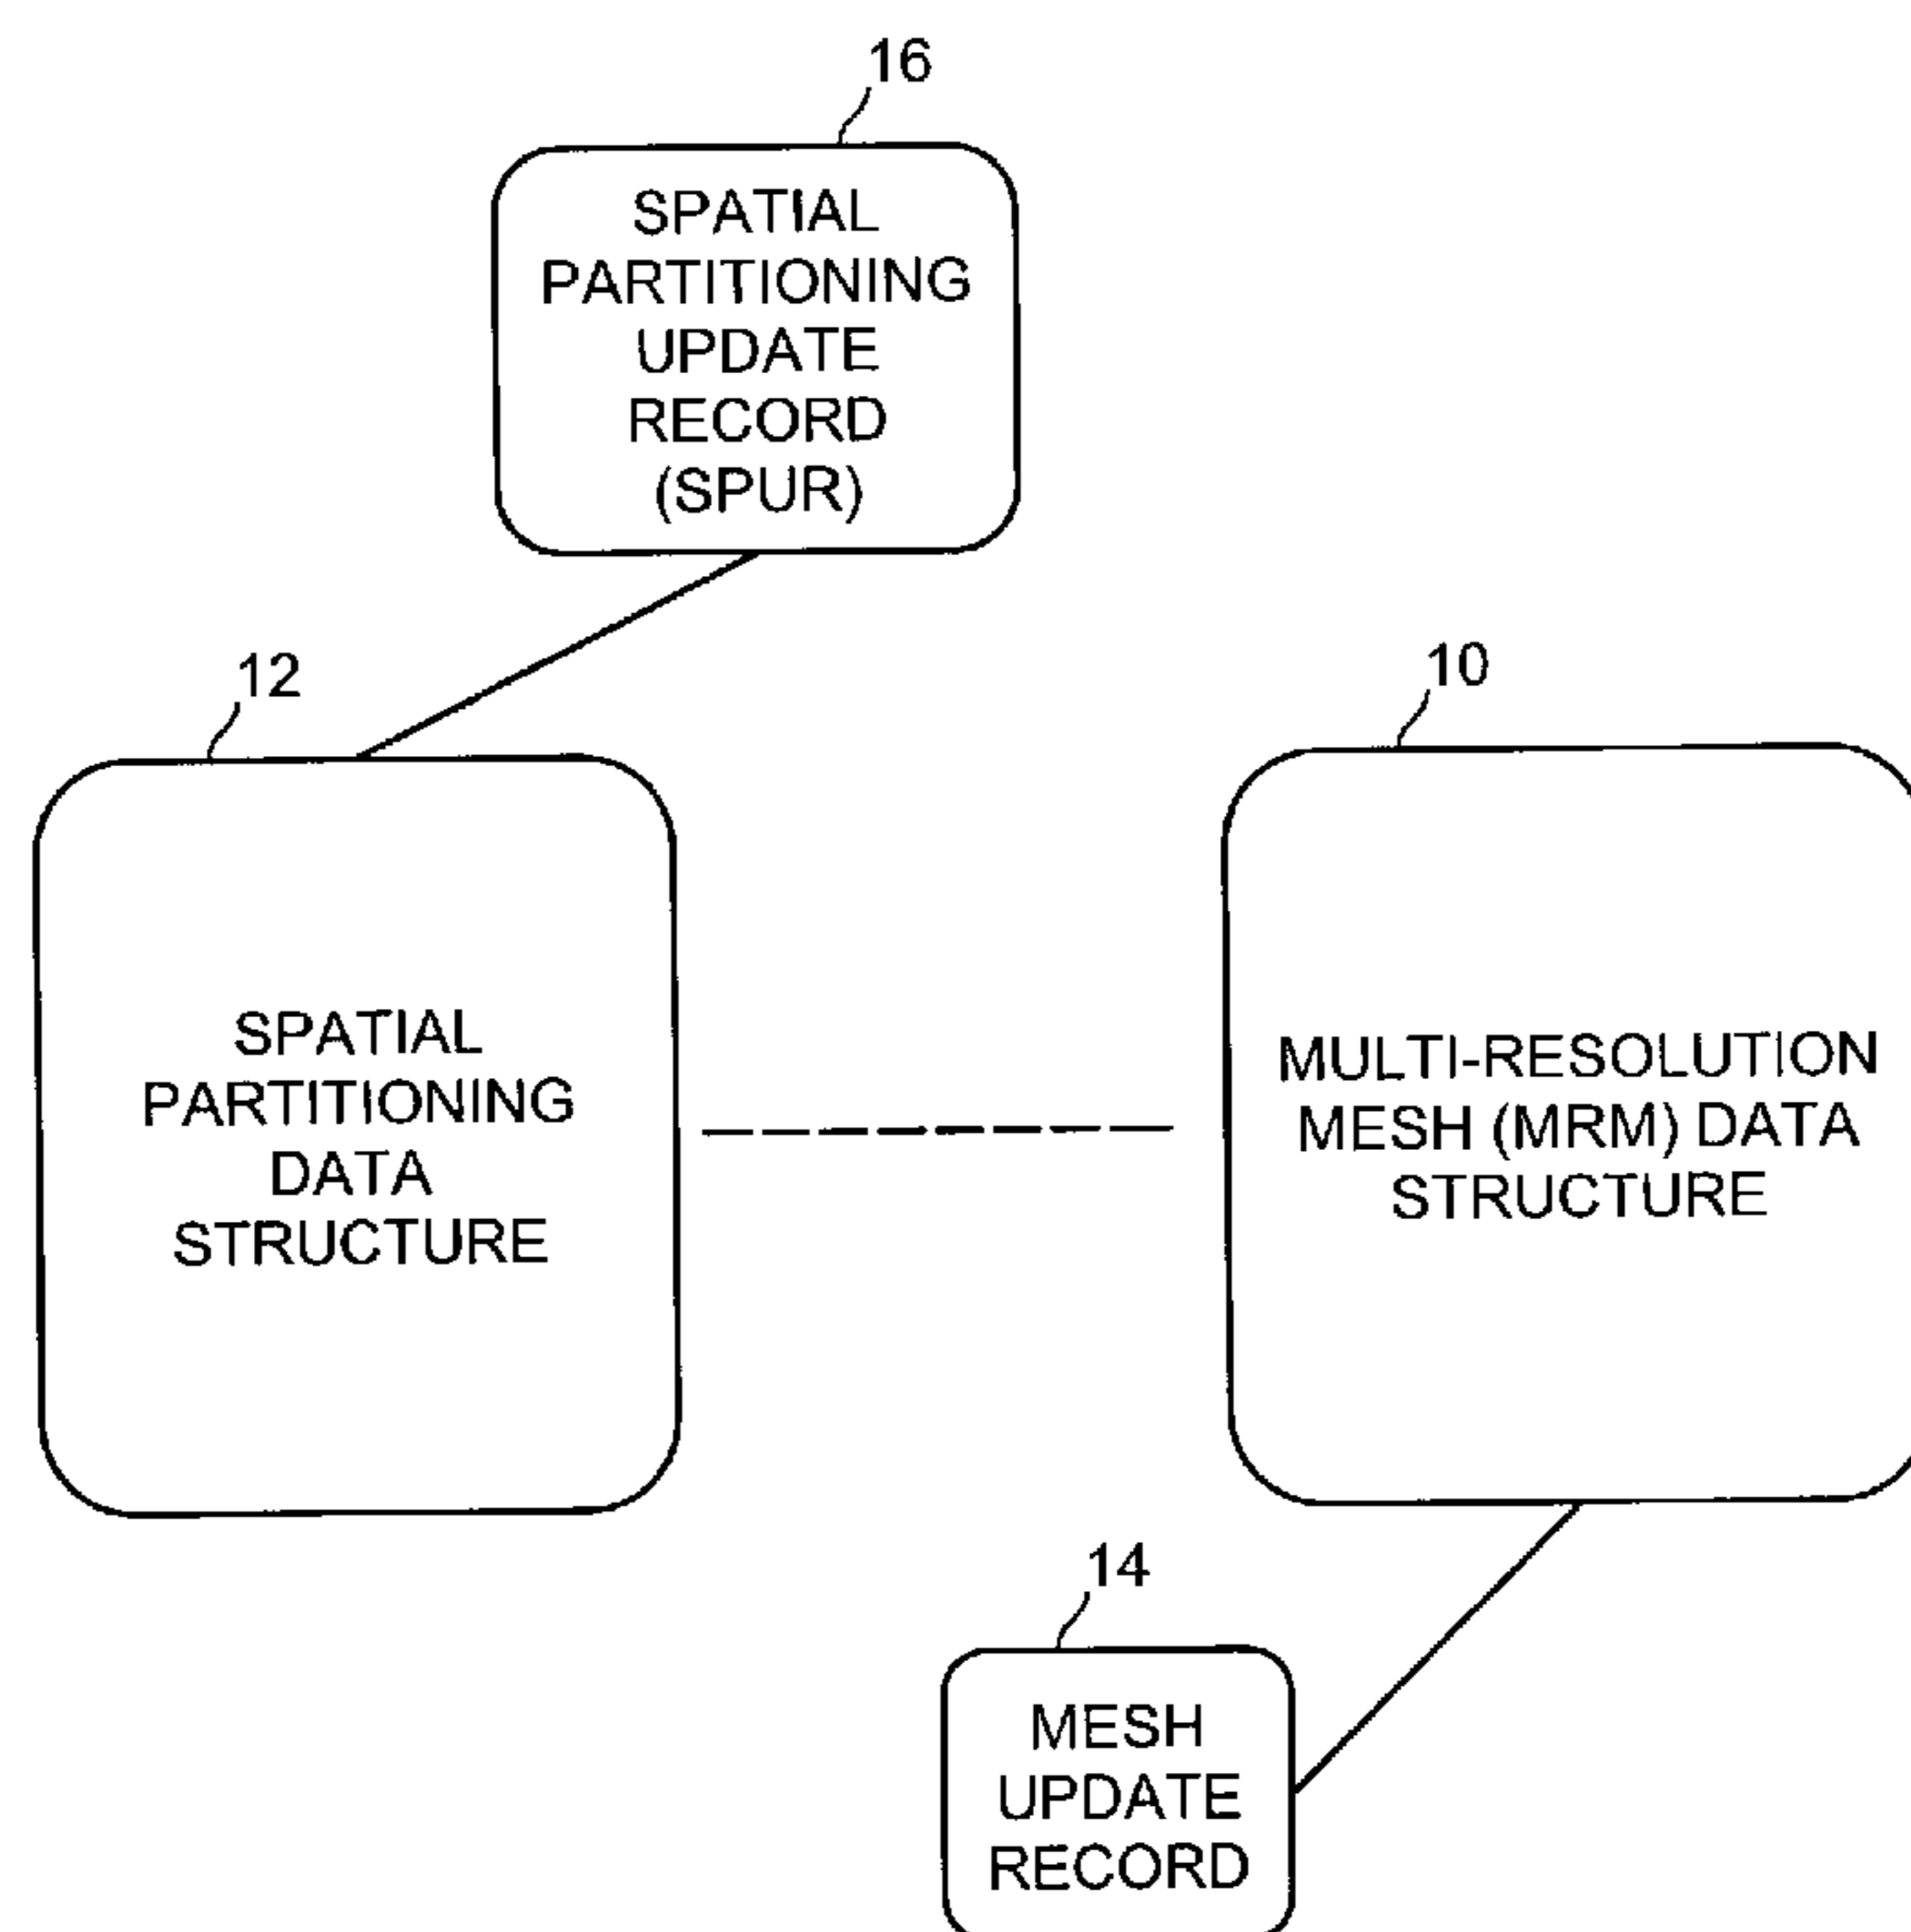 16
SPATIAL
PARTITIONING
UPDATE
RECORD
(SPUR)
12
SPATIAL
PARTITIONING
DATA
STRUCTURE
10
MULTI-RESOLUTION
MESH (MRM) DATA
STRUCTURE
14
MESH
UPDATE
RECORD